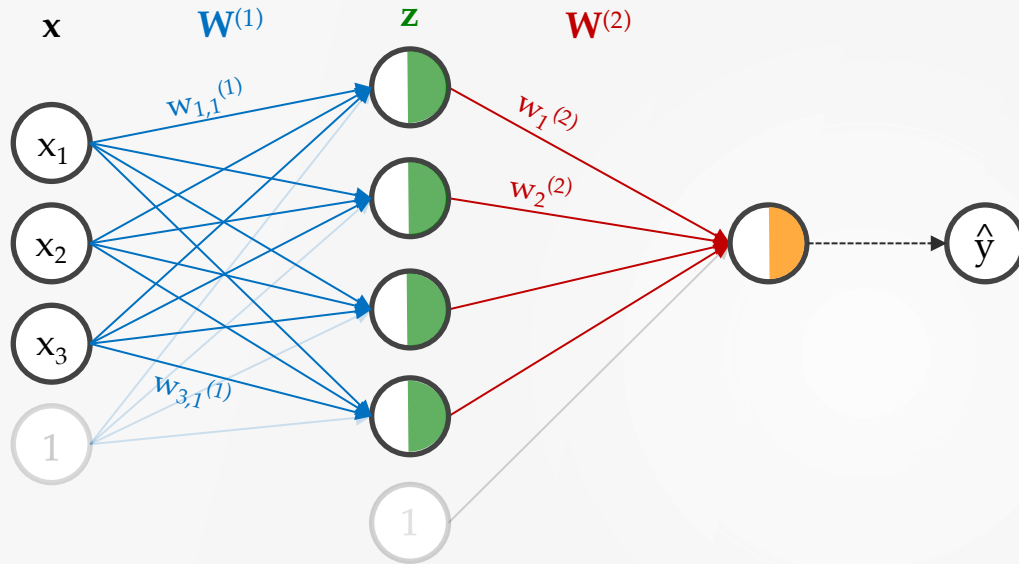 x W⁽¹⁾ z W⁽²⁾
w₁,₁⁽¹⁾
w₁⁽²⁾
x₁
w₂⁽²⁾
x₂
ŷ
x₃
w₃,₁⁽¹⁾
1
1